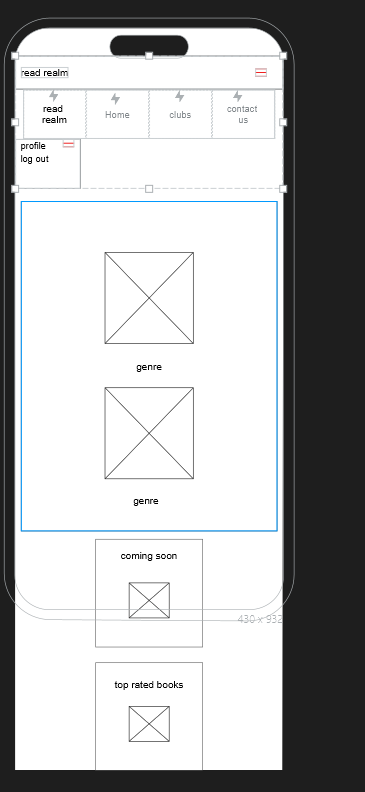 read realm
read
realm
Home
clubs
contact
us
profile
log out
genre
genre
coming soon
430 x 932
top rated books